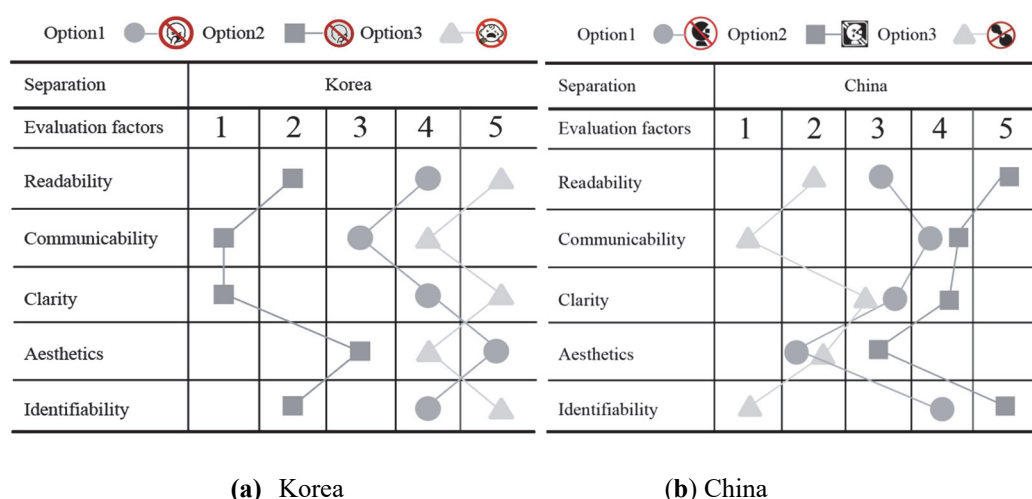 Option1 Option2 Option3
Separation Korea
Evaluation factors 1 2 3 4 5
Readability
Communicability
Clarity
Aesthetics
Identifiability
(a) Korea
Option1 Option2 Option3
Separation China
Evaluation factors 1 2 3 4 5
Readability
Communicability
Clarity
Aesthetics
Identifiability
(b) China